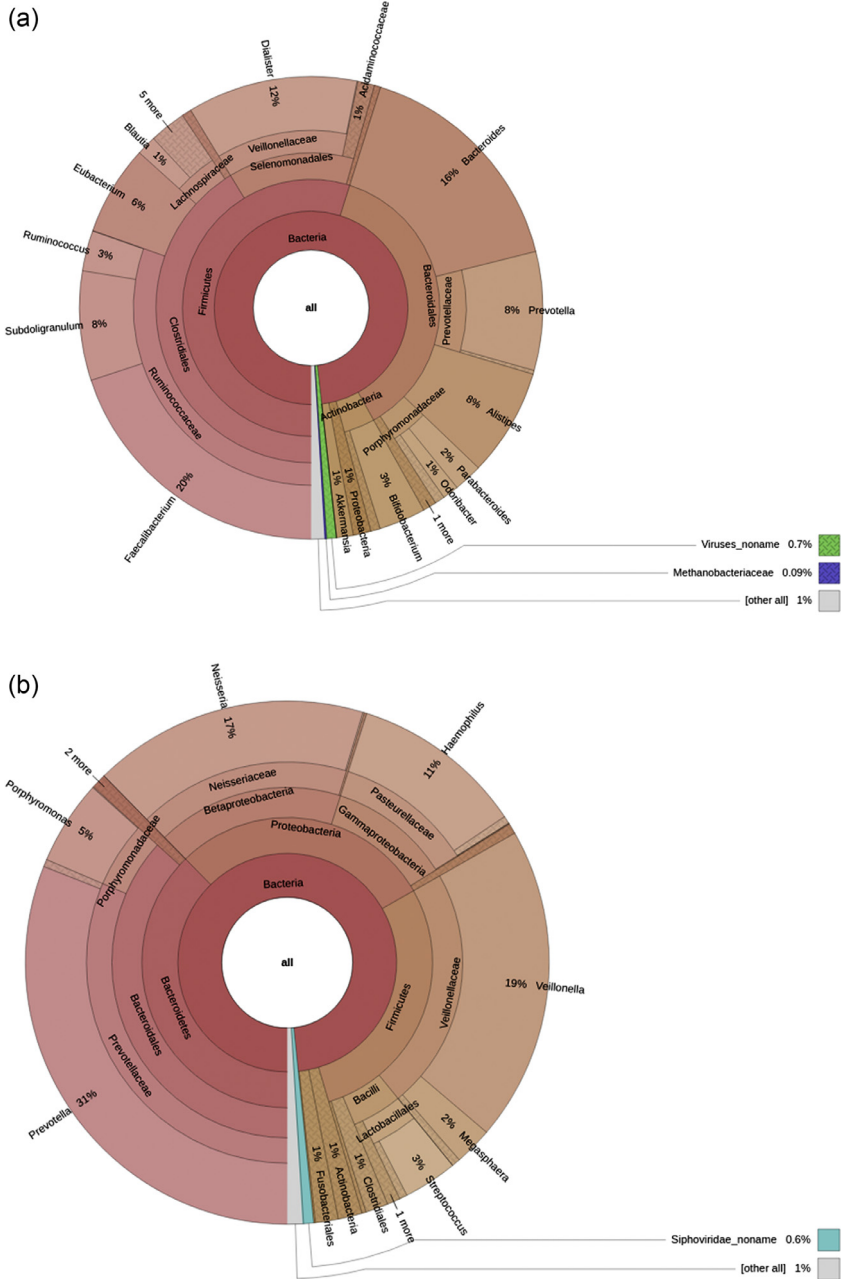 (a)
Dialister 12%
1% Acidaminococcaceae
5 more
Blautia 1%
Lachnospiraceae
Veillonellaceae
Selenomonadales
Eubacterium 6%
Ruminococcus 3%
Subdoligranulum 8%
Faecalibacterium 20%
Ruminococcaceae
Clostridiales
Firmicutes
Bacteria
all
16% Bacteroides
Bacteroidales
Prevotellaceae
8% Prevotella
8% Alistipes
Porphyromonadaceae
Actinobacteria
2% Parabacteroides
1% Odoribacter
1 more
3% Bifidobacterium
1% Proteobacteria
1% Akkermansia
Viruses_noname 0.7%
Methanobacteriaceae 0.09%
[other all] 1%
(b)
Neisseria 17%
Haemophilus 11%
2 more
Porphyromonas 5%
Porphyromonadaceae
Neisseriaceae
Betaproteobacteria
Proteobacteria
Pasteurellaceae
Gammaproteobacteria
Bacteria
all
Bacteroidetes
Bacteroidales
Prevotellaceae
Prevotella 31%
Firmicutes
Veillonellaceae
19% Veillonella
2% Megasphaera
Bacilli
Lactobacillales
3% Streptococcus
1 more
1% Clostridiales
1% Actinobacteria
1% Fusobacteriales
Siphoviridae_noname 0.6%
[other all] 1%